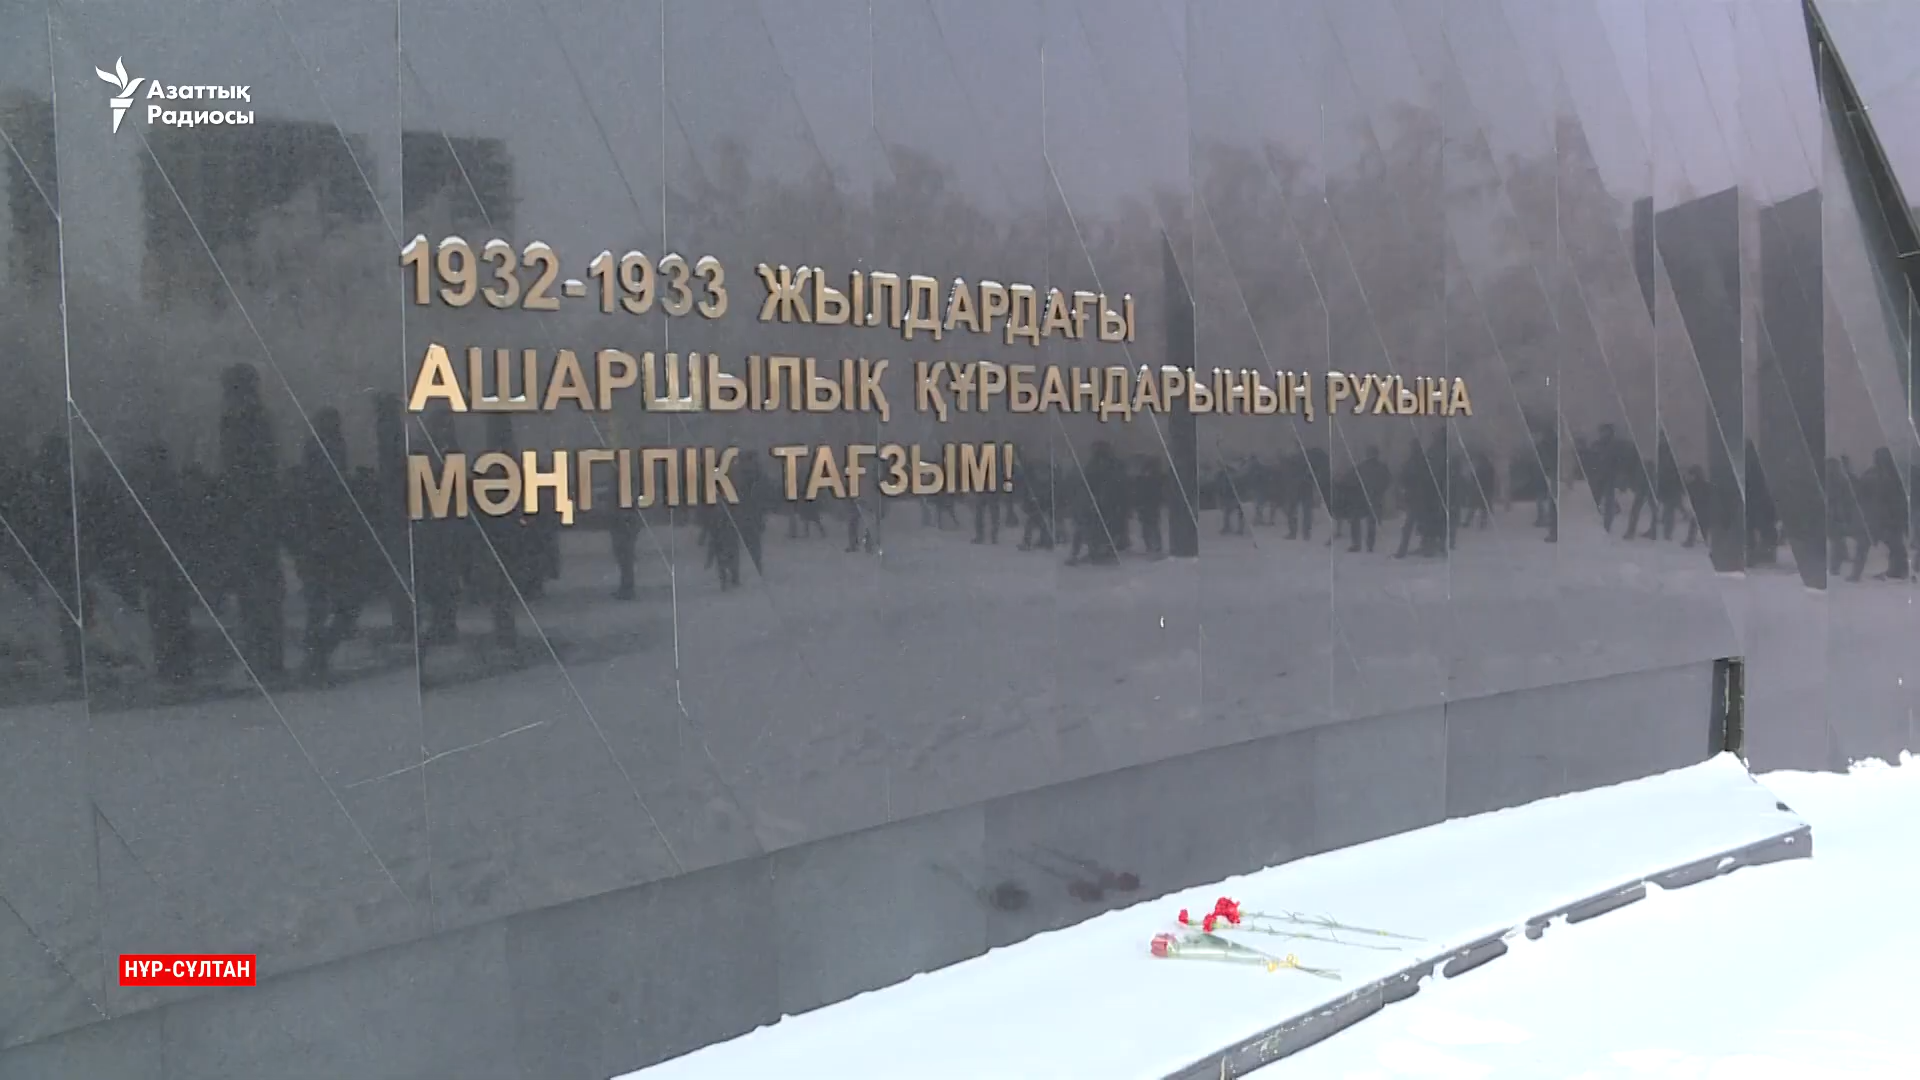 Азаттық
Радиосы
1932-1933 ЖЫЛДАРДАҒЫ
АШАРШЫЛЫҚ ҚҰРБАНДАРЫНЫҢ РУХЫНА
МӘҢГІЛІК ТАҒЗЫМ!
НҰР-СҰЛТАН